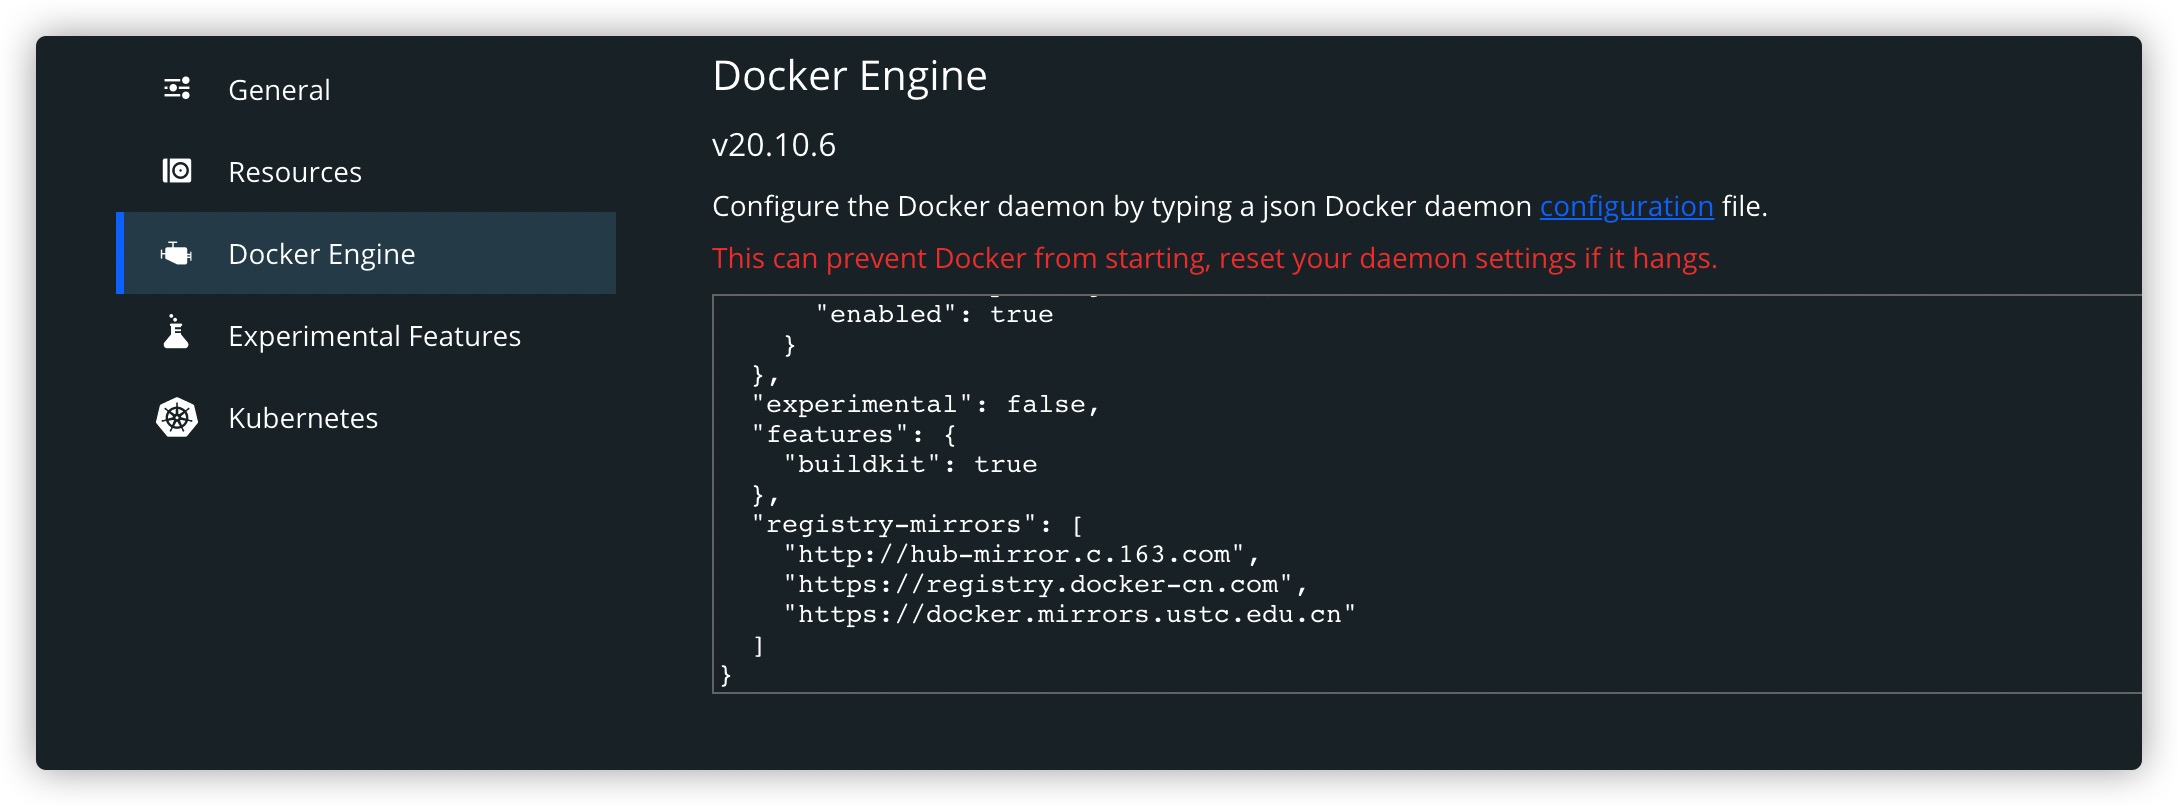 General
Resources
Docker Engine
Experimental Features
Kubernetes
Docker Engine
v20.10.6
Configure the Docker daemon by typing a json Docker daemon configuration file.
This can prevent Docker from starting, reset your daemon settings if it hangs.
      "enabled": true
    }
  },
  "experimental": false,
  "features": {
    "buildkit": true
  },
  "registry-mirrors": [
    "http://hub-mirror.c.163.com",
    "https://registry.docker-cn.com",
    "https://docker.mirrors.ustc.edu.cn"
  ]
}